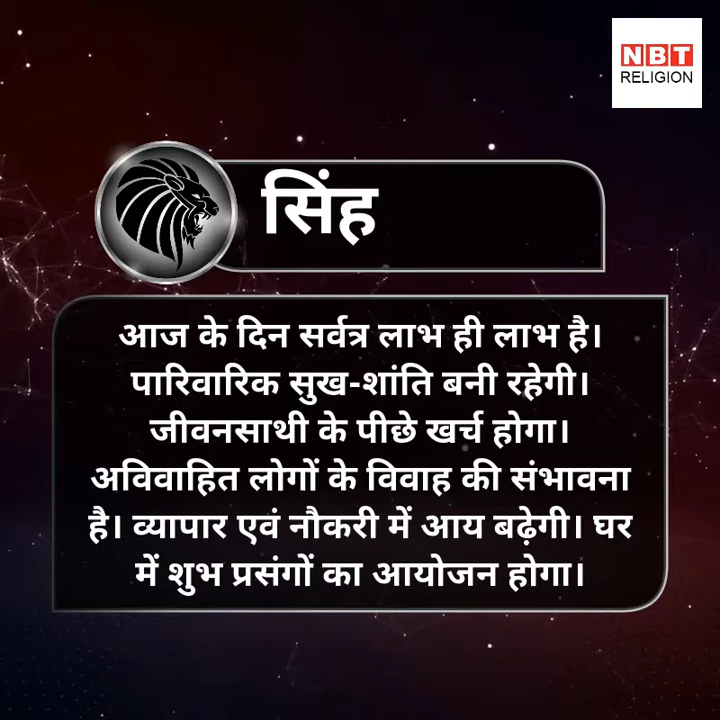 NBT
RELIGION
सिंह
आज के दिन सर्वत्र लाभ ही लाभ है।
पारिवारिक सुख-शांति बनी रहेगी।
जीवनसाथी के पीछे खर्च होगा।
अविवाहित लोगों के विवाह की संभावना
है। व्यापार एवं नौकरी में आय बढ़ेगी। घर
में शुभ प्रसंगों का आयोजन होगा।